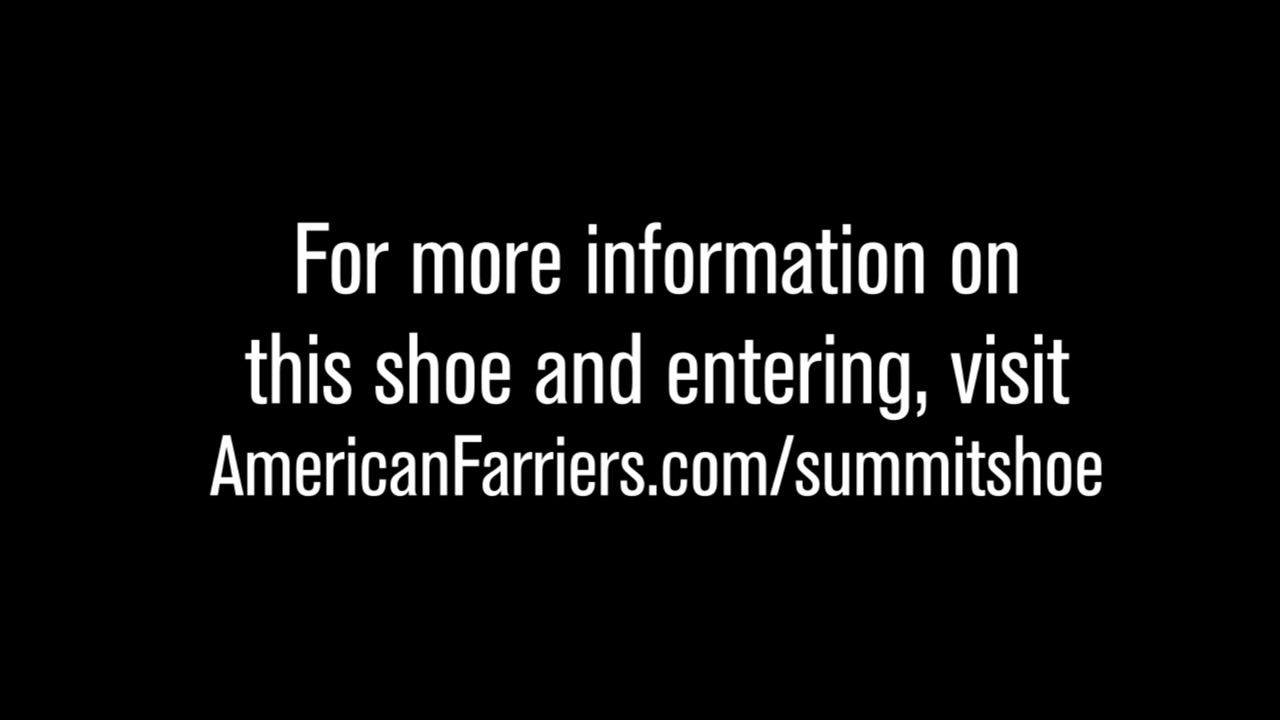 For more information on
this shoe and entering, visit
AmericanFarriers.com/summitshoe